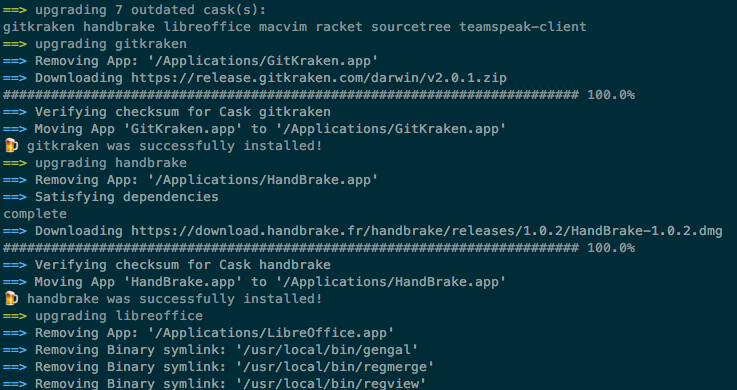 ==> upgrading 7 outdated cask(s):
gitkraken handbrake libreoffice macvim racket sourcetree teamspeak-client
==> upgrading gitkraken
==> Removing App: '/Applications/GitKraken.app'
==> Downloading https://release.gitkraken.com/darwin/v2.0.1.zip
######################################################################## 100.0%
==> Verifying checksum for Cask gitkraken
==> Moving App 'GitKraken.app' to '/Applications/GitKraken.app'
🍺 gitkraken was successfully installed!
==> upgrading handbrake
==> Removing App: '/Applications/HandBrake.app'
==> Satisfying dependencies
complete
==> Downloading https://download.handbrake.fr/handbrake/releases/1.0.2/HandBrake-1.0.2.dmg
######################################################################## 100.0%
==> Verifying checksum for Cask handbrake
==> Moving App 'HandBrake.app' to '/Applications/HandBrake.app'
🍺 handbrake was successfully installed!
==> upgrading libreoffice
==> Removing App: '/Applications/LibreOffice.app'
==> Removing Binary symlink: '/usr/local/bin/gengal'
==> Removing Binary symlink: '/usr/local/bin/regmerge'
==> Removing Binary symlink: '/usr/local/bin/regview'